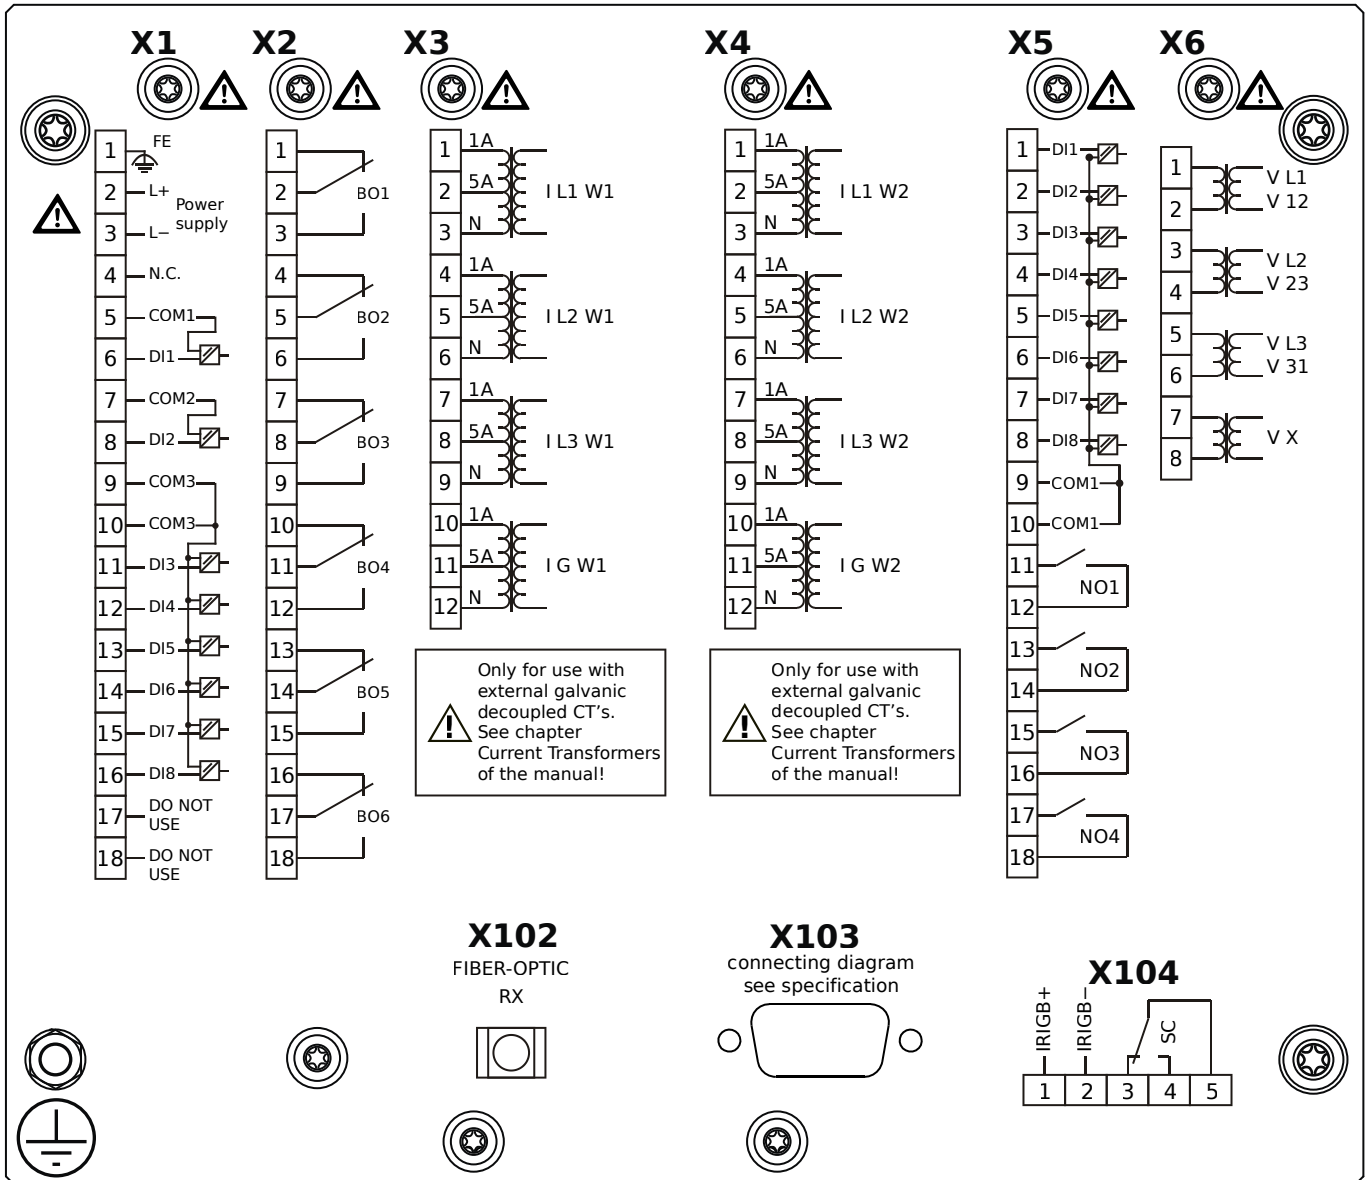 X1
1
FE
2
L+
Power
supply
3
L−
4
N.C.
5
COM1
6
DI1
7
COM2
8
DI2
9
COM3
10
COM3
11
DI3
12
DI4
13
DI5
14
DI6
15
DI7
16
DI8
17
DO NOT
USE
18
DO NOT
USE
X2
1
2
BO1
3
4
5
BO2
6
7
8
BO3
9
10
11
BO4
12
13
14
BO5
15
16
17
BO6
18
X3
1
1A
2
5A
I L1 W1
3
N
4
1A
5
5A
I L2 W1
6
N
7
1A
8
5A
I L3 W1
9
N
10
1A
11
5A
I G W1
12
N
Only for use with
external galvanic
decoupled CT's.
See chapter
Current Transformers
of the manual!
X4
1
1A
2
5A
I L1 W2
3
N
4
1A
5
5A
I L2 W2
6
N
7
1A
8
5A
I L3 W2
9
N
10
1A
11
5A
I G W2
12
N
Only for use with
external galvanic
decoupled CT's.
See chapter
Current Transformers
of the manual!
X5
1
DI1
2
DI2
3
DI3
4
DI4
5
DI5
6
DI6
7
DI7
8
DI8
9
COM1
10
COM1
11
NO1
12
13
NO2
14
15
NO3
16
17
NO4
18
X6
1
V L1
2
V 12
3
V L2
4
V 23
5
V L3
6
V 31
7
V X
8
X102
FIBER-OPTIC
RX
X103
connecting diagram
see specification
X104
IRIGB+
IRIGB−
SC
1 2 3 4 5